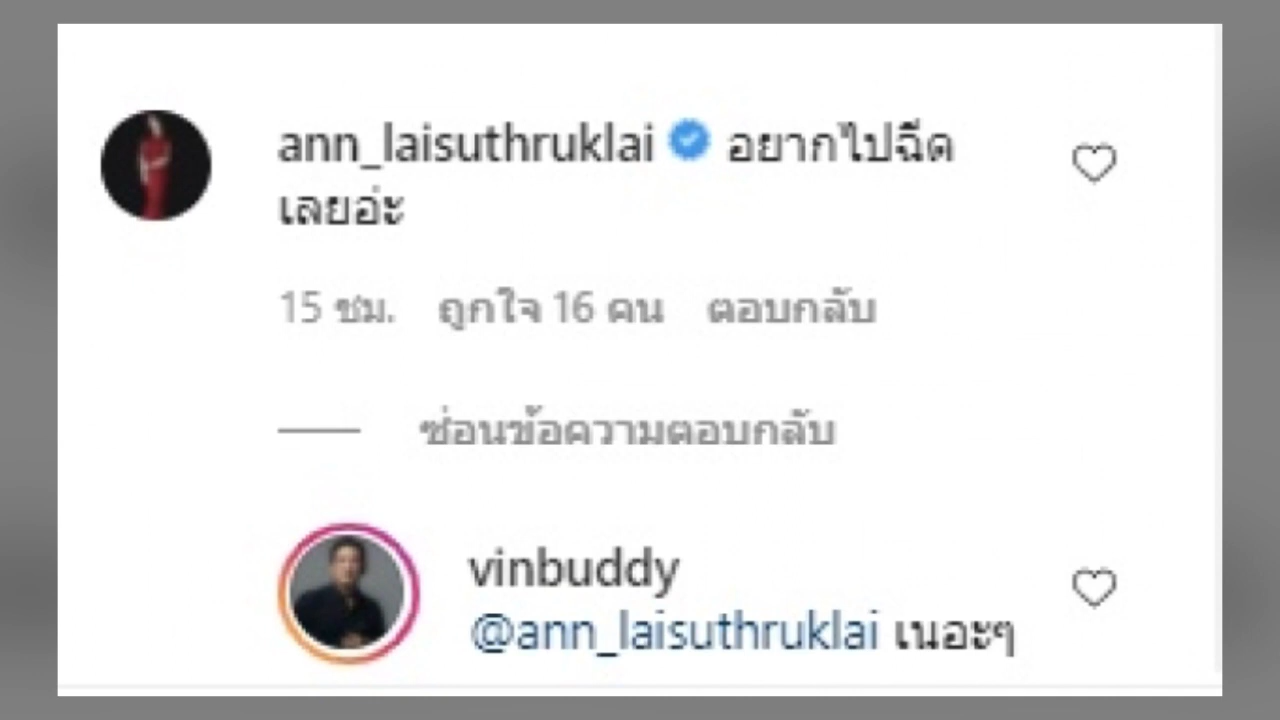 ann_laisuthruklai อยากไปฉีด
เลยอ่ะ
15 ชม. ถูกใจ 16 คน ตอบกลับ
ซ่อนข้อความตอบกลับ
vinbuddy
@ann_laisuthruklai เนอะๆ